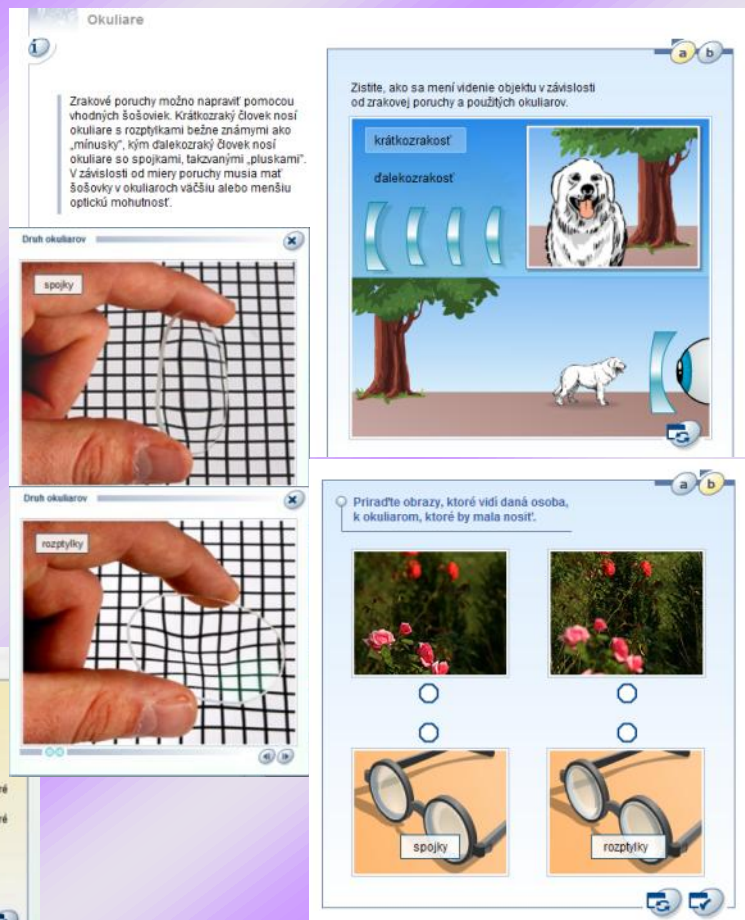 Okuliare
i
Zrakové poruchy možno napraviť pomocou
vhodných šošoviek. Krátkozraký človek nosí
okuliare s rozptylkami bežne známymi ako
„mínusky", kým ďalekozraký človek nosí
okuliare so spojkami, takzvanými „pluskami".
V závislosti od miery poruchy musia mať
šošovky v okuliaroch väčšiu alebo menšiu
optickú mohutnosť.
a b
Zistite, ako sa mení videnie objektu v závislosti
od zrakovej poruchy a použitých okuliarov.
krátkozrakosť
ďalekozrakosť
Druh okuliarov
spojky
Druh okuliarov
rozptylky
a b
Priraďte obrazy, ktoré vidí daná osoba,
k okuliarom, ktoré by mala nosiť.
spojky
rozptylky
ré
ré